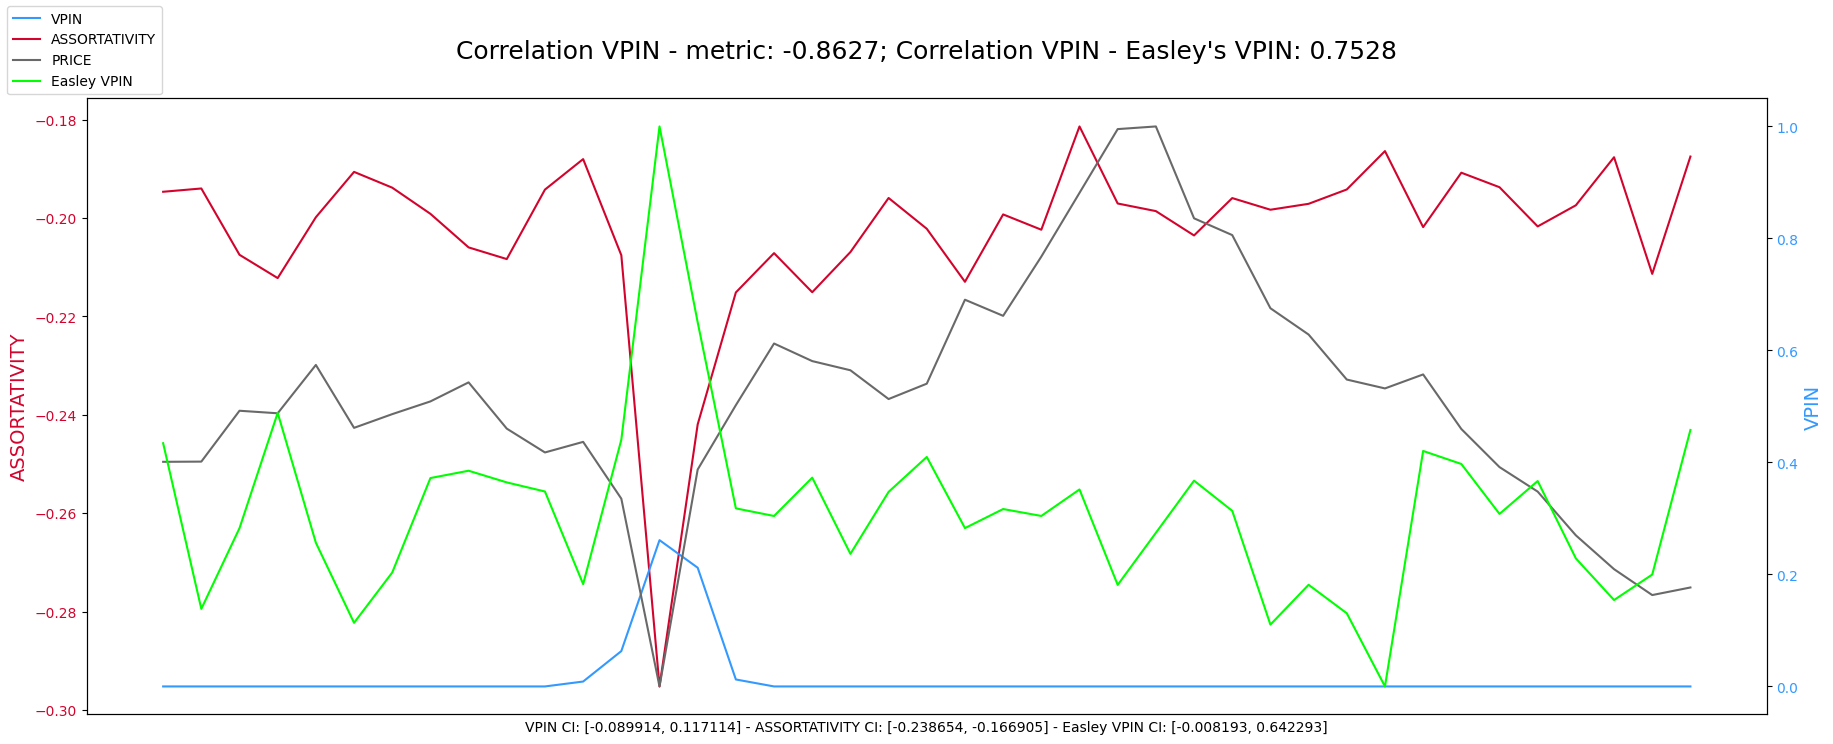 VPIN
ASSORTATIVITY
PRICE
Easley VPIN
Correlation VPIN - metric: -0.8627; Correlation VPIN - Easley's VPIN: 0.7528
−0.18
−0.20
−0.22
−0.24
−0.26
−0.28
−0.30
ASSORTATIVITY
1.0
0.8
0.6
0.4
0.2
0.0
VPIN
VPIN CI: [-0.089914, 0.117114] - ASSORTATIVITY CI: [-0.238654, -0.166905] - Easley VPIN CI: [-0.008193, 0.642293]